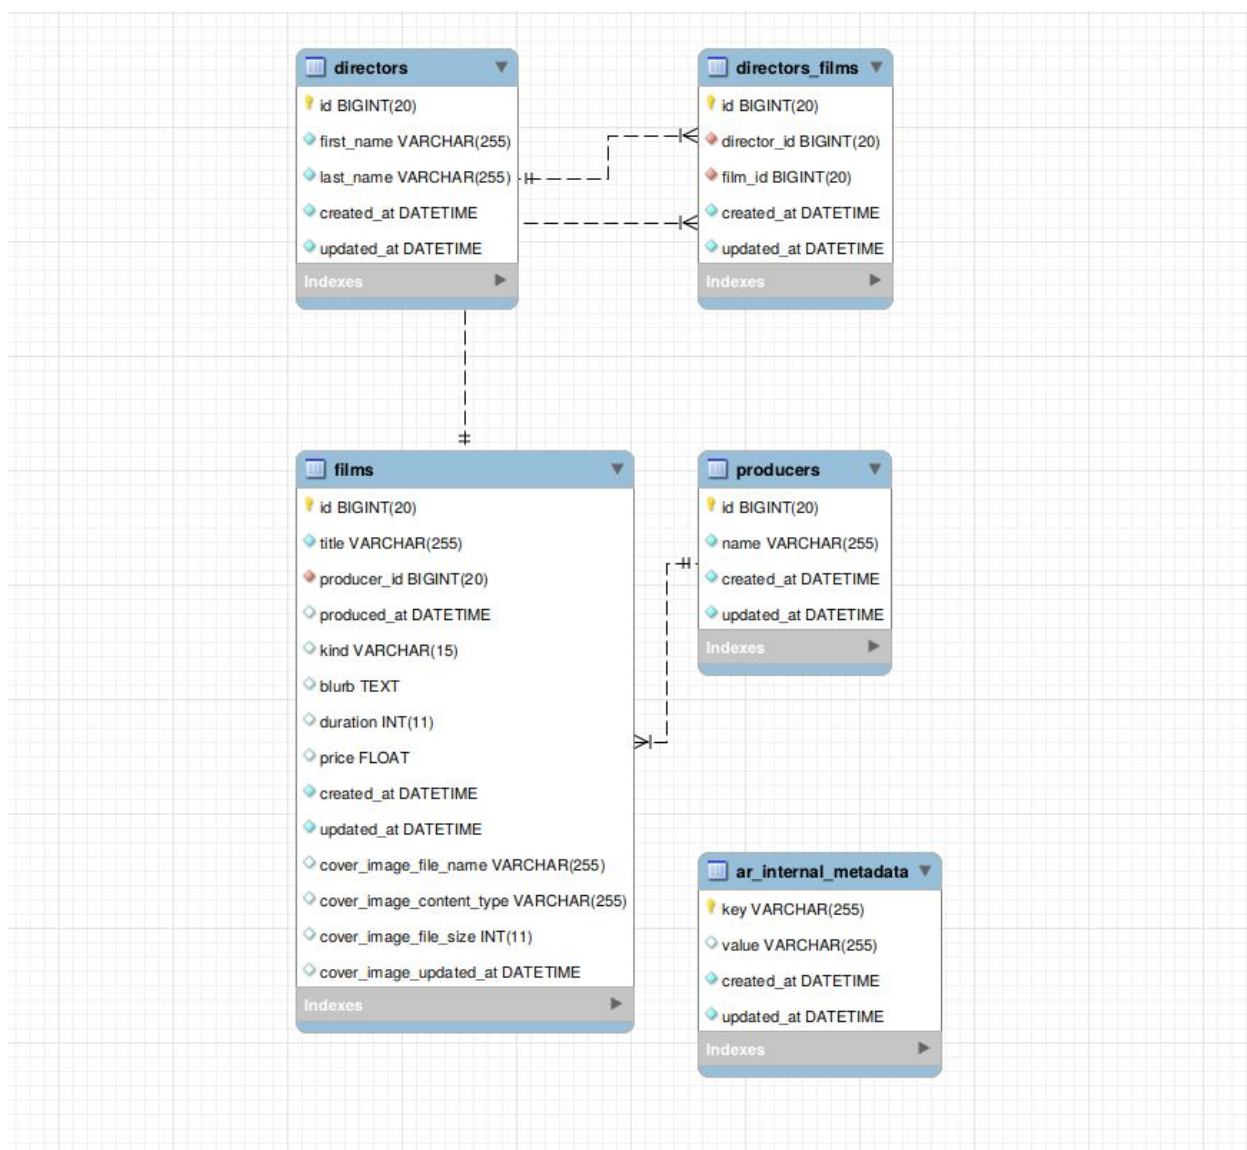 directors
id BIGINT(20)
first_name VARCHAR(255)
last_name VARCHAR(255)
created_at DATETIME
updated_at DATETIME
Indexes
directors_films
id BIGINT(20)
director_id BIGINT(20)
film_id BIGINT(20)
created_at DATETIME
updated_at DATETIME
Indexes
films
id BIGINT(20)
title VARCHAR(255)
producer_id BIGINT(20)
produced_at DATETIME
kind VARCHAR(15)
blurb TEXT
duration INT(11)
price FLOAT
created_at DATETIME
updated_at DATETIME
cover_image_file_name VARCHAR(255)
cover_image_content_type VARCHAR(255)
cover_image_file_size INT(11)
cover_image_updated_at DATETIME
Indexes
producers
id BIGINT(20)
name VARCHAR(255)
created_at DATETIME
updated_at DATETIME
Indexes
ar_internal_metadata
key VARCHAR(255)
value VARCHAR(255)
created_at DATETIME
updated_at DATETIME
Indexes